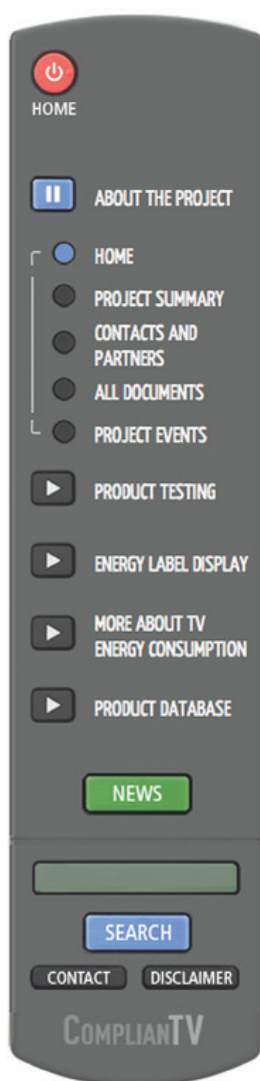 HOME
ABOUT THE PROJECT
HOME
PROJECT SUMMARY
CONTACTS AND
PARTNERS
ALL DOCUMENTS
PROJECT EVENTS
PRODUCT TESTING
ENERGY LABEL DISPLAY
MORE ABOUT TV
ENERGY CONSUMPTION
PRODUCT DATABASE
NEWS
SEARCH
CONTACT DISCLAIMER
COMPLIANTV